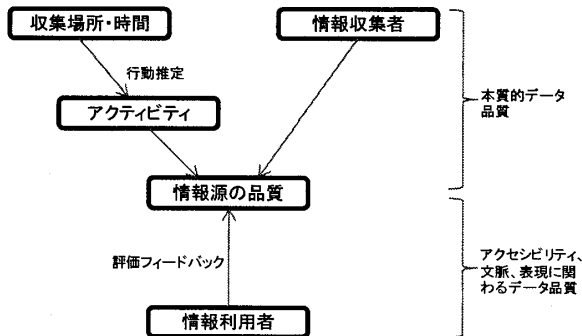 収集場所・時間
情報収集者
行動推定
アクティビティ
本質的データ
品質
情報源の品質
評価フィードバック
アクセシビリティ、
文脈、表現に関
わるデータ品質
情報利用者